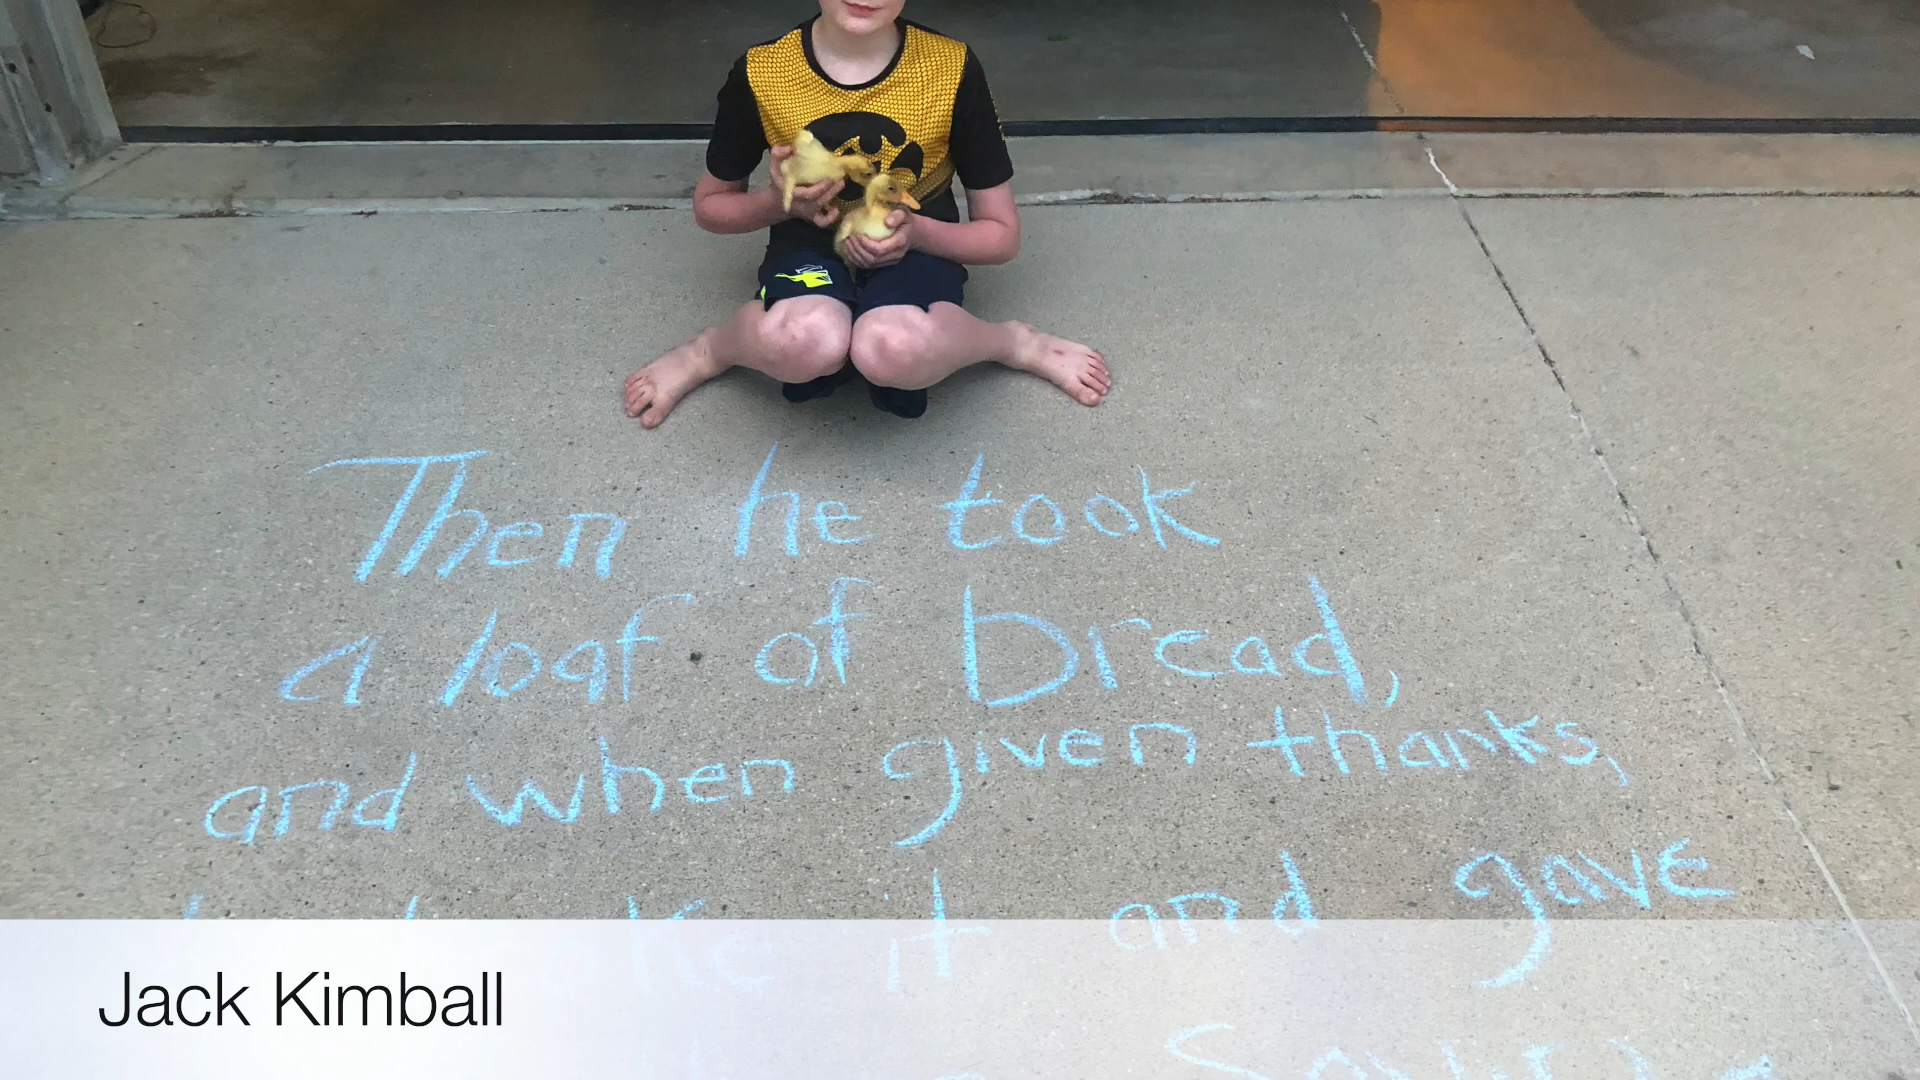 Then he took
a loaf of bread,
and when given thanks,
it and gave
Jack Kimball